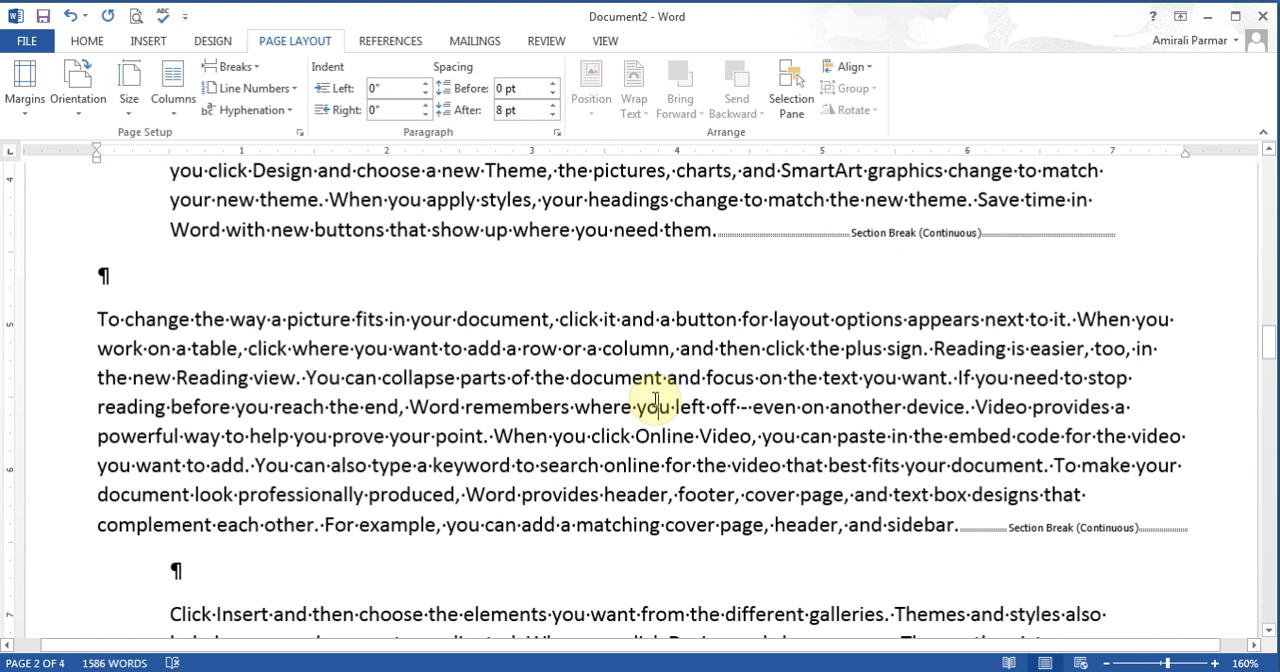 Document2 - Word
?
FILE HOME INSERT DESIGN PAGE LAYOUT REFERENCES MAILINGS REVIEW VIEW Amirali Parmar
Breaks Indent Spacing Align
Left: 0" Before: 0 pt Group
Margins Orientation Size Columns Line Numbers Position Wrap Bring Send Selection
Hyphenation Right: 0" After: 8 pt Text Forward Backward Pane Rotate
Page Setup Paragraph Arrange
L 1 2 3 4 5 6 7
you·click·Design·and·choose·a·new·Theme,·the·pictures,·charts,·and·SmartArt·graphics·change·to·match·
your·new·theme.·When·you·apply·styles,·your·headings·change·to·match·the·new·theme.·Save·time·in·
Word·with·new·buttons·that·show·up·where·you·need·them. Section Break (Continuous)
¶
To·change·the·way·a·picture·fits·in·your·document,·click·it·and·a·button·for·layout·options·appears·next·to·it.·When·you·
work·on·a·table,·click·where·you·want·to·add·a·row·or·a·column,·and·then·click·the·plus·sign.·Reading·is·easier,·too,·in·
the·new·Reading·view.·You·can·collapse·parts·of·the·document·and·focus·on·the·text·you·want.·If·you·need·to·stop·
reading·before·you·reach·the·end,·Word·remembers·where·you·left·off·-·even·on·another·device.·Video·provides·a·
powerful·way·to·help·you·prove·your·point.·When·you·click·Online·Video,·you·can·paste·in·the·embed·code·for·the·video·
you·want·to·add.·You·can·also·type·a·keyword·to·search·online·for·the·video·that·best·fits·your·document.·To·make·your·
document·look·professionally·produced,·Word·provides·header,·footer,·cover·page,·and·text·box·designs·that·
complement·each·other.·For·example,·you·can·add·a·matching·cover·page,·header,·and·sidebar. Section Break (Continuous)
¶
Click·Insert·and·then·choose·the·elements·you·want·from·the·different·galleries.·Themes·and·styles·also·
PAGE 2 OF 4 1586 WORDS 160%